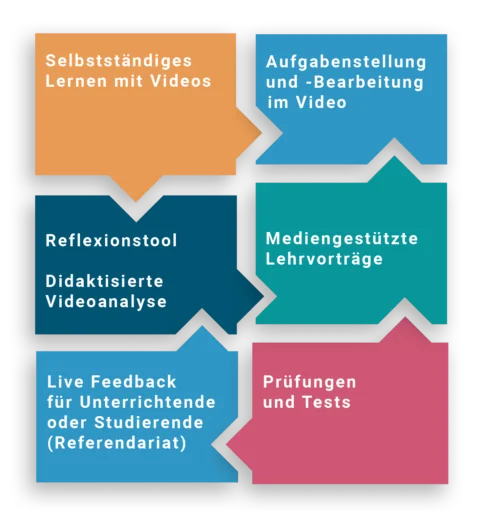 Selbstständiges
Lernen mit Videos
Aufgabenstellung
und -Bearbeitung
im Video
Reflexionstool
Didaktisierte
Videoanalyse
Mediengestützte
Lehrvorträge
Live Feedback
für Unterrichtende
oder Studierende
(Referendariat)
Prüfungen
und Tests